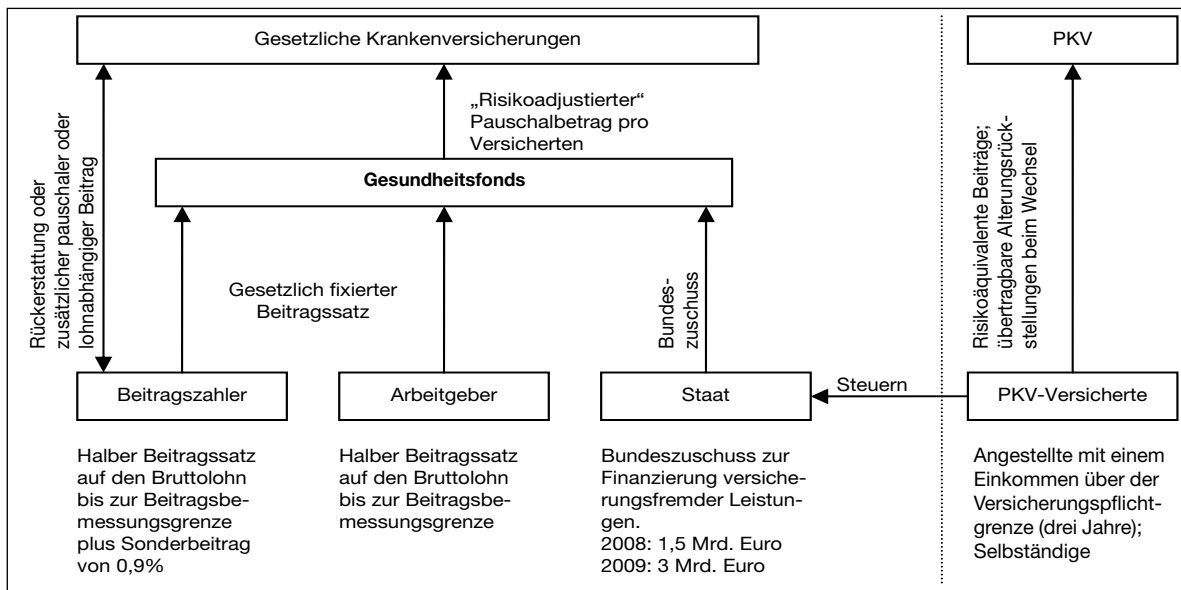 Gesetzliche Krankenversicherungen
PKV
Rückerstattung oder
zusätzlicher pauschaler oder
lohnabhängiger Beitrag
„Risikoadjustierter“
Pauschalbetrag pro
Versicherten
Gesundheitsfonds
Gesetzlich fixierter
Beitragssatz
Bundes-
zuschuss
Risikoäquivalente Beiträge;
übertragbare Alterungsrück-
stellungen beim Wechsel
Beitragszahler
Arbeitgeber
Staat
Steuern
PKV-Versicherte
Halber Beitragssatz
auf den Bruttolohn
bis zur Beitragsbe-
messungsgrenze
plus Sonderbeitrag
von 0,9%
Halber Beitragssatz
auf den Bruttolohn
bis zur Beitragsbe-
messungsgrenze
Bundeszuschuss zur
Finanzierung versiche-
rungsfremder Leistun-
gen.
2008: 1,5 Mrd. Euro
2009: 3 Mrd. Euro
Angestellte mit einem
Einkommen über der
Versicherungspflicht-
grenze (drei Jahre);
Selbständige